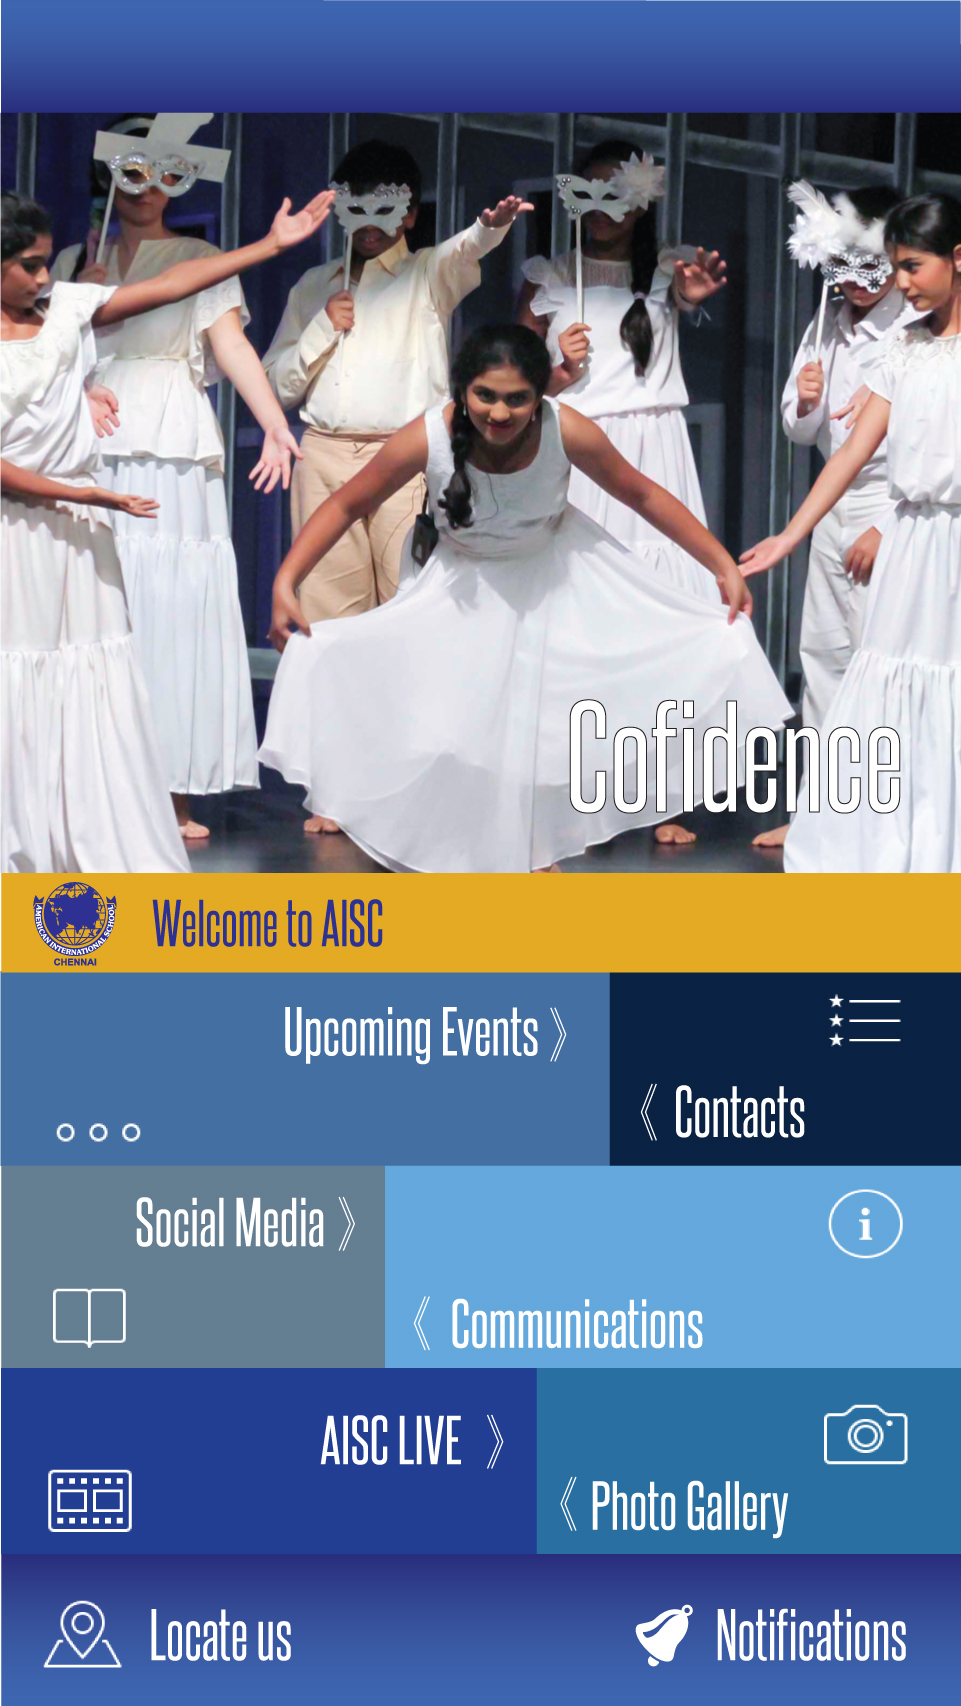 Cofidence
AMERICAN INTERNATIONAL SCHOOL
CHENNAI
Welcome to AISC
Upcoming Events
Contacts
Social Media
i
Communications
AISC LIVE
Photo Gallery
Locate us
Notifications